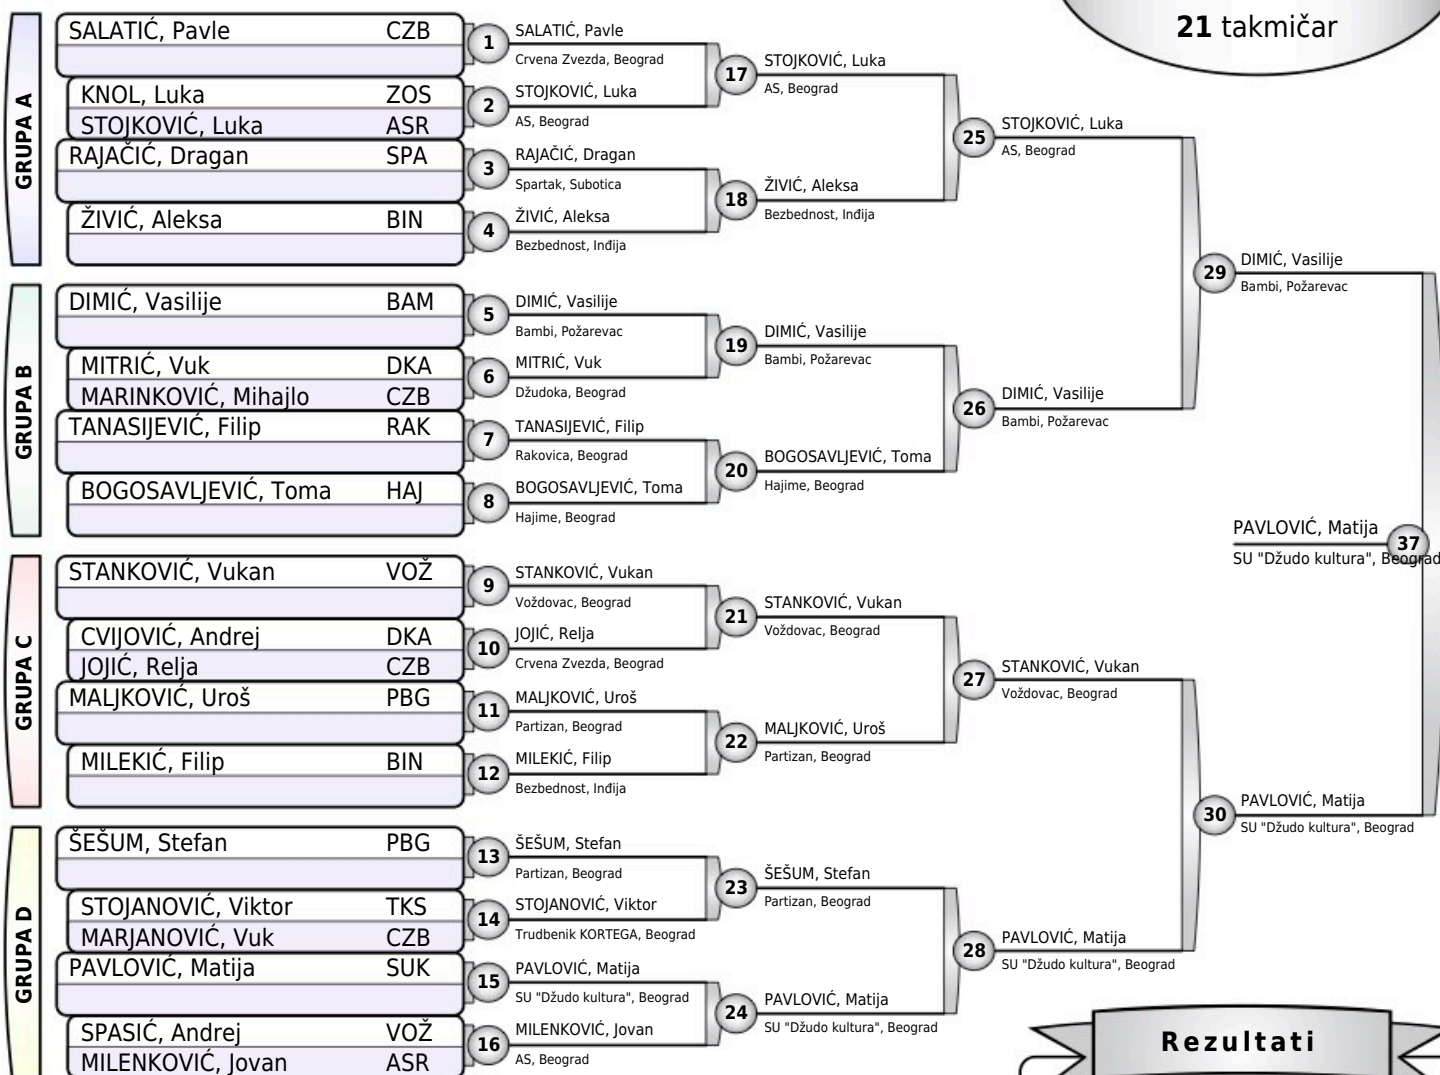 21 takmičar
GRUPA A
SALATIĆ, Pavle CZB
KNOL, Luka ZOS
STOJKOVIĆ, Luka ASR
RAJAČIĆ, Dragan SPA
ŽIVIĆ, Aleksa BIN
GRUPA B
DIMIĆ, Vasilije BAM
MITRIĆ, Vuk DKA
MARINKOVIĆ, Mihajlo CZB
TANASIJEVIĆ, Filip RAK
BOGOSAVLJEVIĆ, Toma HAJ
GRUPA C
STANKOVIĆ, Vukan VOŽ
CVIJOVIĆ, Andrej DKA
JOJIĆ, Relja CZB
MALJKOVIĆ, Uroš PBG
MILEKIĆ, Filip BIN
GRUPA D
ŠEŠUM, Stefan PBG
STOJANOVIĆ, Viktor TKS
MARJANOVIĆ, Vuk CZB
PAVLOVIĆ, Matija SUK
SPASIĆ, Andrej VOŽ
MILENKOVIĆ, Jovan ASR
1 SALATIĆ, Pavle
Crvena Zvezda, Beograd
2 STOJKOVIĆ, Luka
AS, Beograd
3 RAJAČIĆ, Dragan
Spartak, Subotica
4 ŽIVIĆ, Aleksa
Bezbednost, Inđija
5 DIMIĆ, Vasilije
Bambi, Požarevac
6 MITRIĆ, Vuk
Džudoka, Beograd
7 TANASIJEVIĆ, Filip
Rakovica, Beograd
8 BOGOSAVLJEVIĆ, Toma
Hajime, Beograd
9 STANKOVIĆ, Vukan
Voždovac, Beograd
10 JOJIĆ, Relja
Crvena Zvezda, Beograd
11 MALJKOVIĆ, Uroš
Partizan, Beograd
12 MILEKIĆ, Filip
Bezbednost, Inđija
13 ŠEŠUM, Stefan
Partizan, Beograd
14 STOJANOVIĆ, Viktor
Trudbenik KORTEGA, Beograd
15 PAVLOVIĆ, Matija
SU "Džudo kultura", Beograd
16 MILENKOVIĆ, Jovan
AS, Beograd
17 STOJKOVIĆ, Luka
AS, Beograd
18 ŽIVIĆ, Aleksa
Bezbednost, Inđija
19 DIMIĆ, Vasilije
Bambi, Požarevac
20 BOGOSAVLJEVIĆ, Toma
Hajime, Beograd
21 STANKOVIĆ, Vukan
Voždovac, Beograd
22 MALJKOVIĆ, Uroš
Partizan, Beograd
23 ŠEŠUM, Stefan
Partizan, Beograd
24 PAVLOVIĆ, Matija
SU "Džudo kultura", Beograd
25 STOJKOVIĆ, Luka
AS, Beograd
26 DIMIĆ, Vasilije
Bambi, Požarevac
27 STANKOVIĆ, Vukan
Voždovac, Beograd
28 PAVLOVIĆ, Matija
SU "Džudo kultura", Beograd
29 DIMIĆ, Vasilije
Bambi, Požarevac
30 PAVLOVIĆ, Matija
SU "Džudo kultura", Beograd
PAVLOVIĆ, Matija 37
SU "Džudo kultura", Beograd
Rezultati